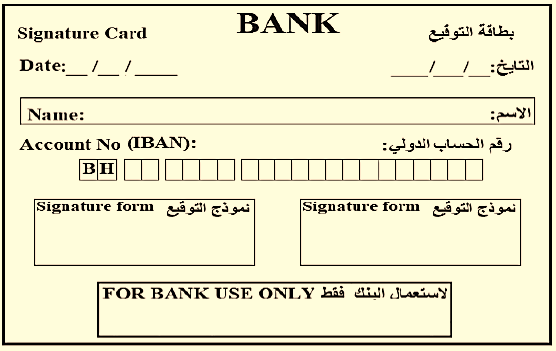 BANK
Signature Card بطاقة التوقيع
Date:__ /__ / ____ التايخ:__/__/____
Name: الاسم:
Account No (IBAN): رقم الحساب الدولي:
B H
Signature form نموذج التوقيع Signature form نموذج التوقيع
FOR BANK USE ONLY لاستعمال البنك فقط